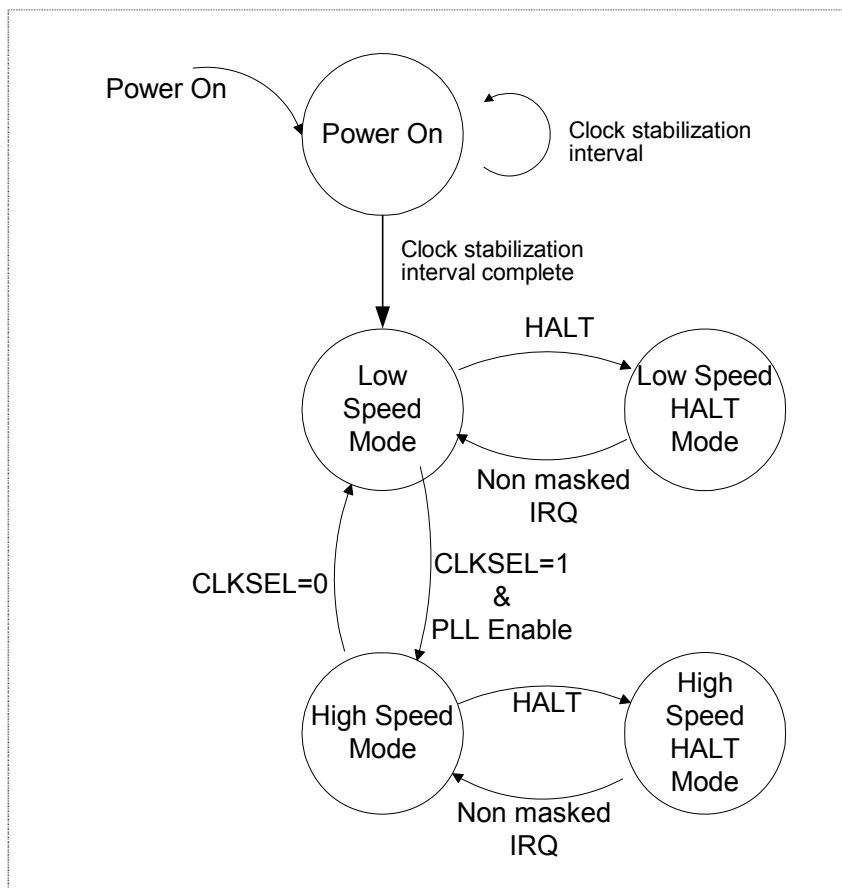 Power On
Power On
Clock stabilization
interval
Clock stabilization
interval complete
HALT
Low
Speed
Mode
Low Speed
HALT
Mode
Non masked
IRQ
CLKSEL=0
CLKSEL=1
&
PLL Enable
High Speed
Mode
HALT
High
Speed
HALT
Mode
Non masked
IRQ